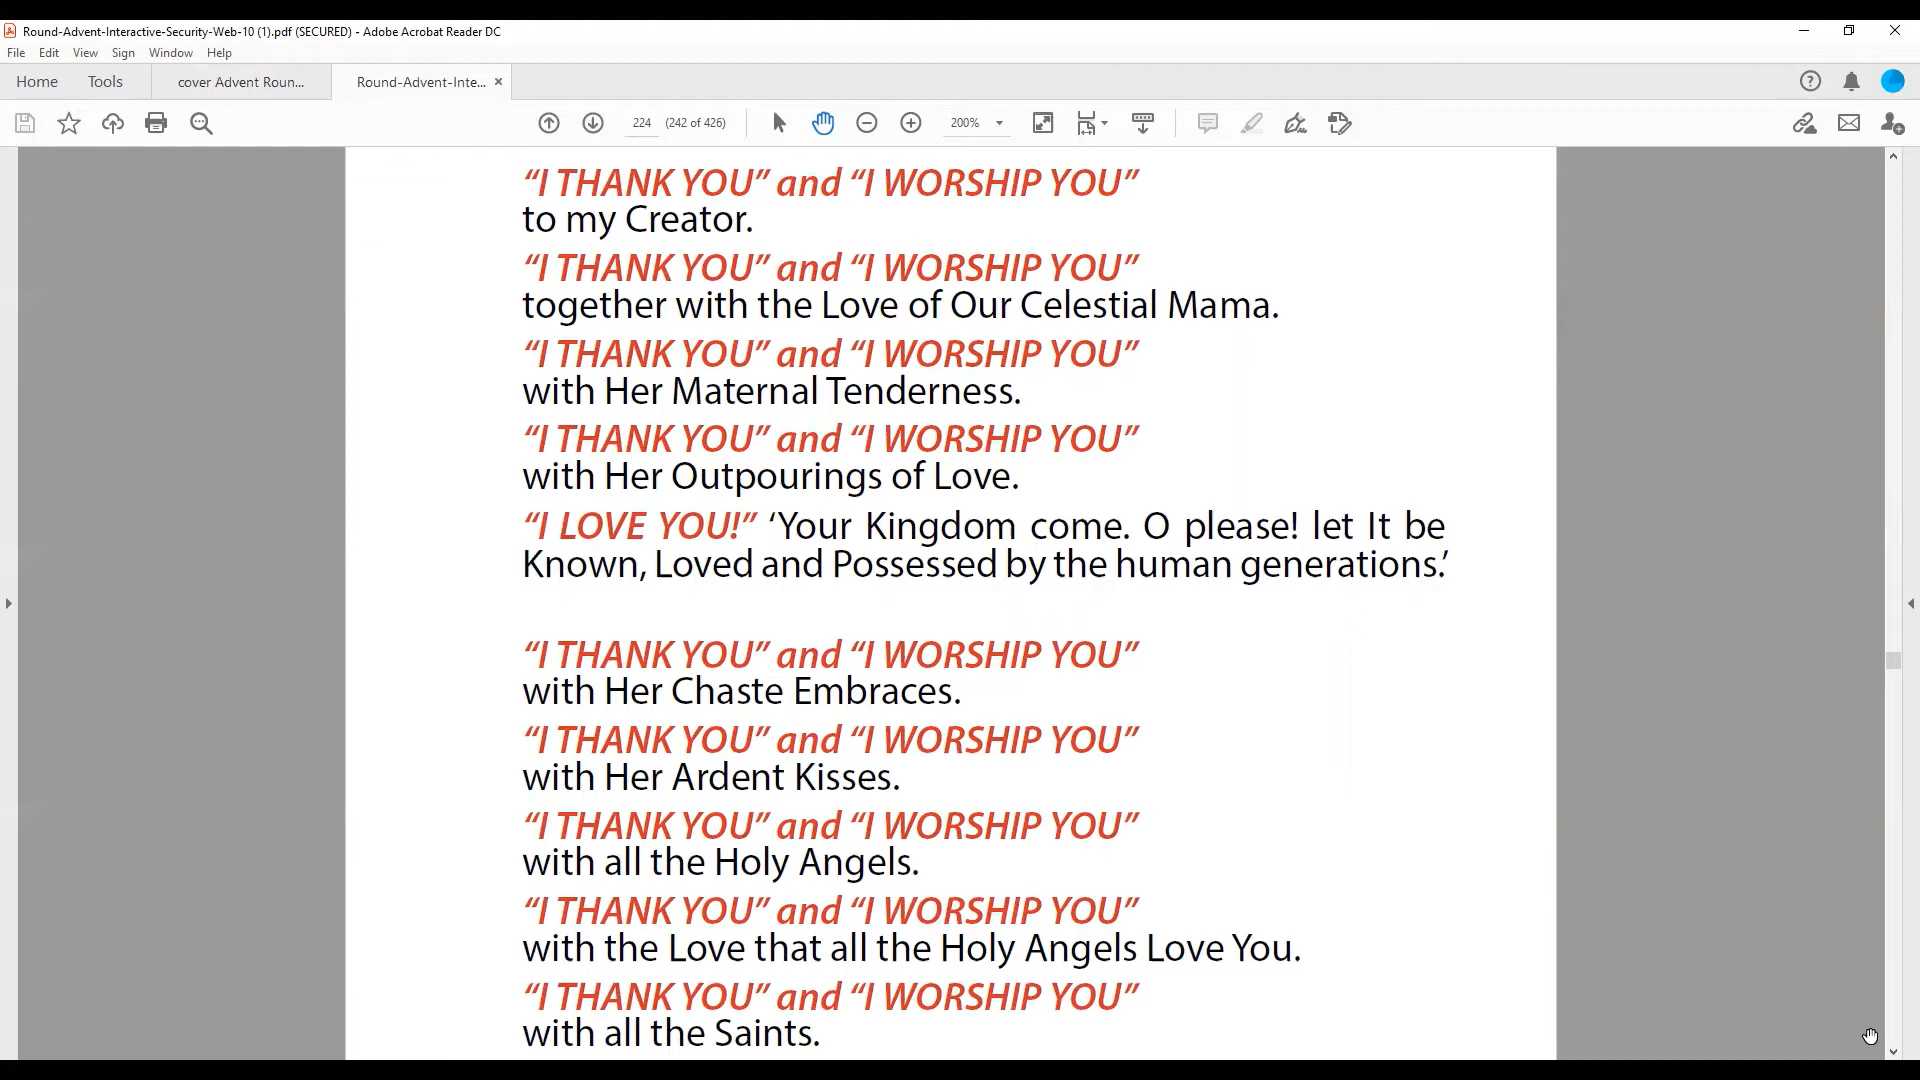 Round-Advent-Interactive-Security-Web-10 (1).pdf (SECURED) - Adobe Acrobat Reader DC
File Edit View Sign Window Help
Home Tools cover Advent Roun... Round-Advent-Inte... ×
224 (242 of 426) 200%
“I THANK YOU” and “I WORSHIP YOU”
to my Creator.
“I THANK YOU” and “I WORSHIP YOU”
together with the Love of Our Celestial Mama.
“I THANK YOU” and “I WORSHIP YOU”
with Her Maternal Tenderness.
“I THANK YOU” and “I WORSHIP YOU”
with Her Outpourings of Love.
“I LOVE YOU!” ‘Your Kingdom come. O please! let It be
Known, Loved and Possessed by the human generations.’
“I THANK YOU” and “I WORSHIP YOU”
with Her Chaste Embraces.
“I THANK YOU” and “I WORSHIP YOU”
with Her Ardent Kisses.
“I THANK YOU” and “I WORSHIP YOU”
with all the Holy Angels.
“I THANK YOU” and “I WORSHIP YOU”
with the Love that all the Holy Angels Love You.
“I THANK YOU” and “I WORSHIP YOU”
with all the Saints.